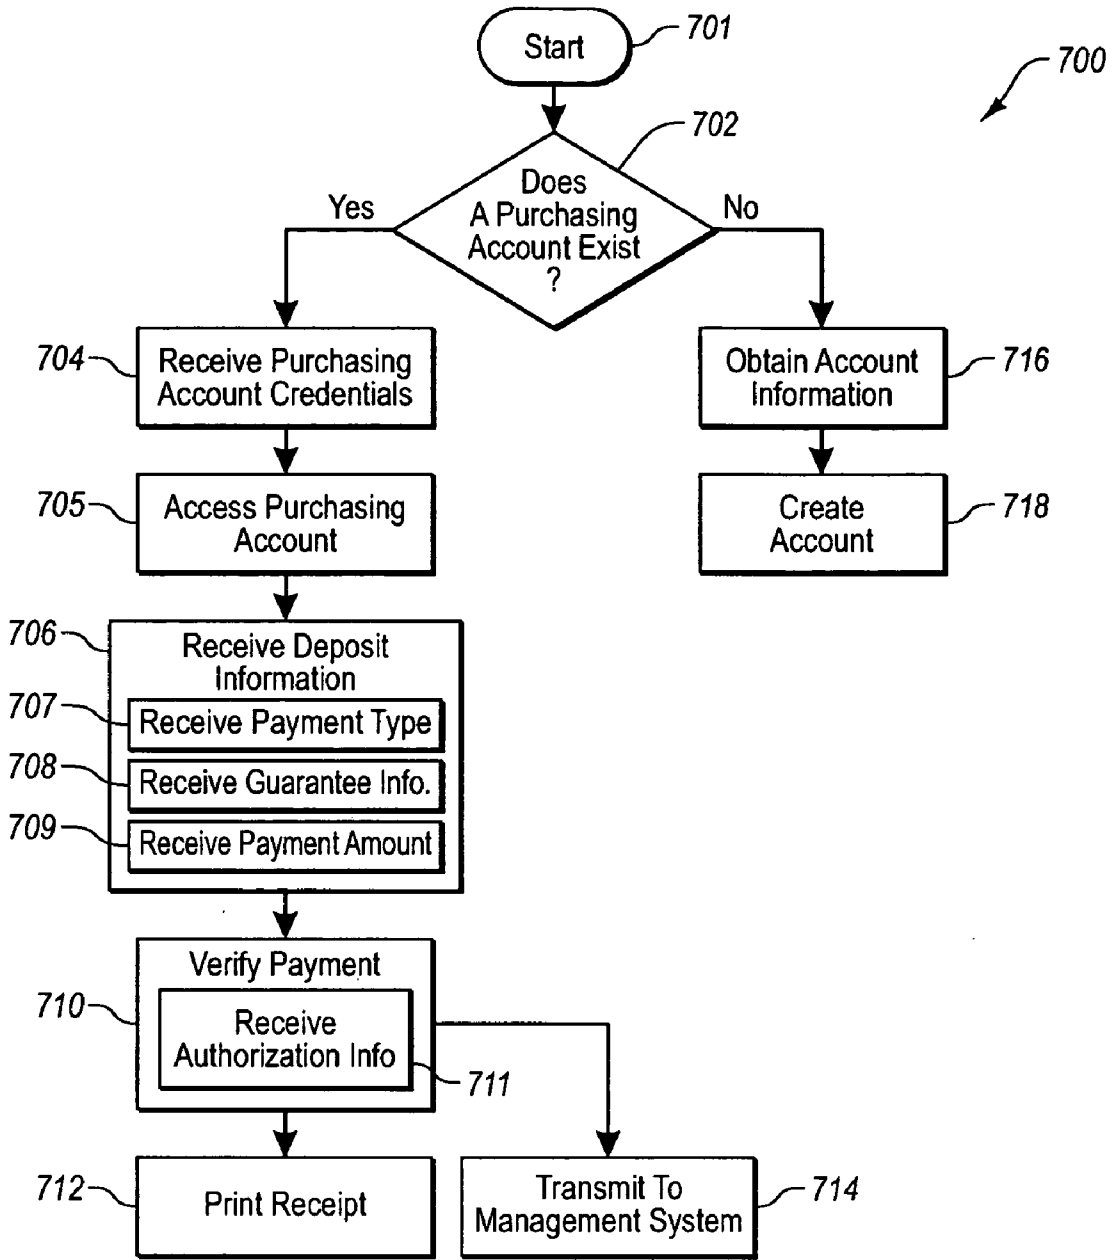 Start
701
700
702
Does
A Purchasing
Account Exist
?
Yes
No
704
Receive Purchasing
Account Credentials
Obtain Account
Information
716
705
Access Purchasing
Account
Create
Account
718
706
Receive Deposit
Information
707
Receive Payment Type
708
Receive Guarantee Info.
709
Receive Payment Amount
Verify Payment
710
Receive
Authorization Info
711
712
Print Receipt
Transmit To
Management System
714